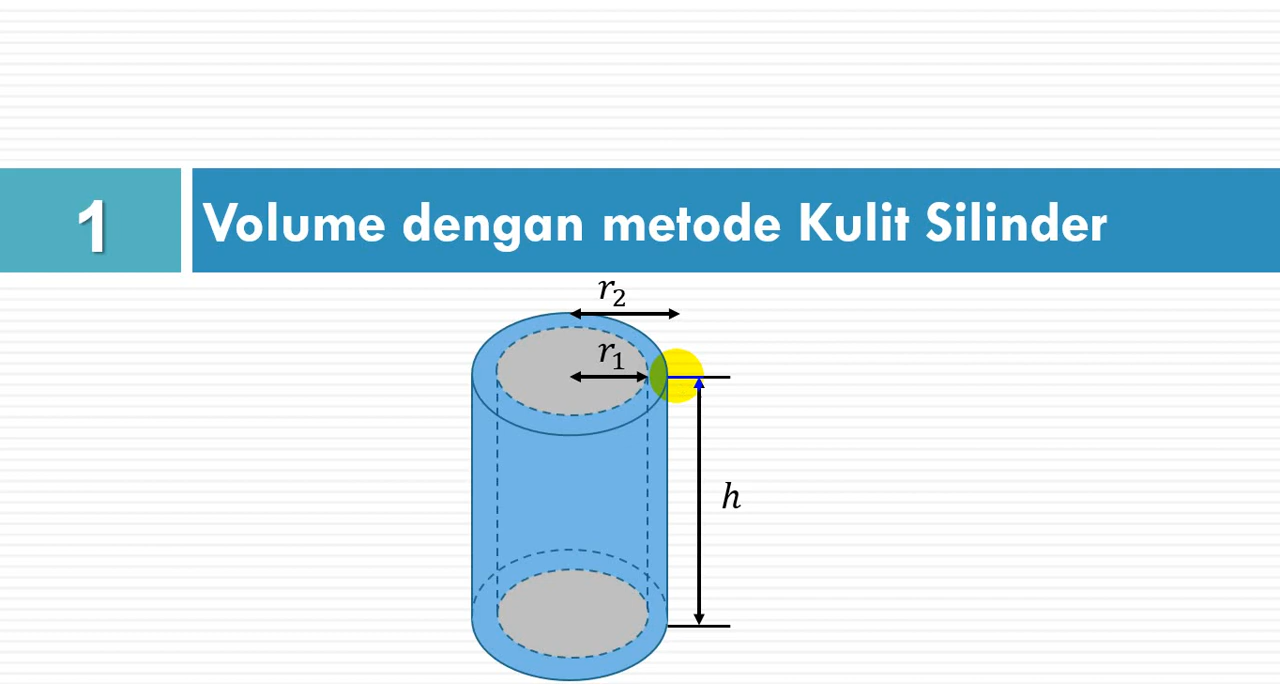 1
Volume dengan metode Kulit Silinder
r₂
r₁
h